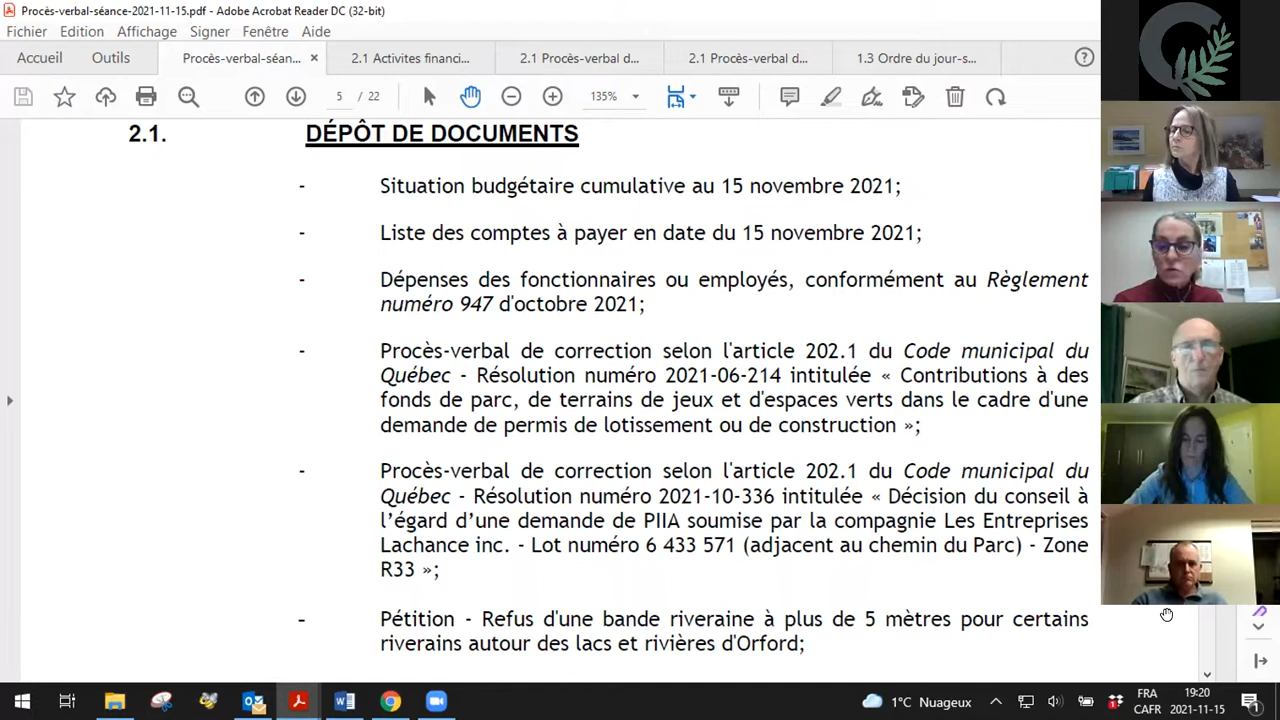 Procès-verbal-séance-2021-11-15.pdf - Adobe Acrobat Reader DC (32-bit)
Fichier Edition Affichage Signer Fenêtre Aide
Accueil Outils Procès-verbal-séan... × 2.1 Activites financi... 2.1 Procès-verbal d... 2.1 Procès-verbal d... 1.3 Ordre du jour-s...
5 / 22 135%
2.1. DÉPÔT DE DOCUMENTS
- Situation budgétaire cumulative au 15 novembre 2021;
- Liste des comptes à payer en date du 15 novembre 2021;
- Dépenses des fonctionnaires ou employés, conformément au Règlement
numéro 947 d'octobre 2021;
- Procès-verbal de correction selon l'article 202.1 du Code municipal du
Québec - Résolution numéro 2021-06-214 intitulée « Contributions à des
fonds de parc, de terrains de jeux et d'espaces verts dans le cadre d'une
demande de permis de lotissement ou de construction »;
- Procès-verbal de correction selon l'article 202.1 du Code municipal du
Québec - Résolution numéro 2021-10-336 intitulée « Décision du conseil à
l’égard d’une demande de PIIA soumise par la compagnie Les Entreprises
Lachance inc. - Lot numéro 6 433 571 (adjacent au chemin du Parc) - Zone
R33 »;
- Pétition - Refus d'une bande riveraine à plus de 5 mètres pour certains
riverains autour des lacs et rivières d'Orford;
1°C Nuageux FRA 19:20
CAFR 2021-11-15 1